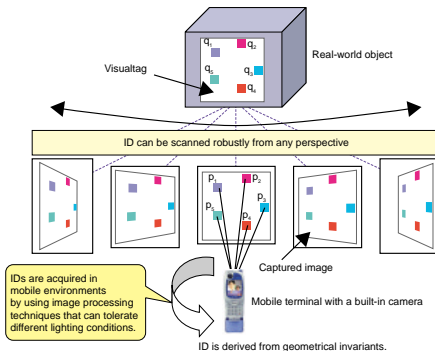 q1
q2
Real-world object
Visualtag
q5
q3
q4
ID can be scanned robustly from any perspective
p1
p2
p3
p5
p4
Captured image
IDs are acquired in
mobile environments
by using image processing
techniques that can tolerate
different lighting conditions.
Mobile terminal with a built-in camera
ID is derived from geometrical invariants.